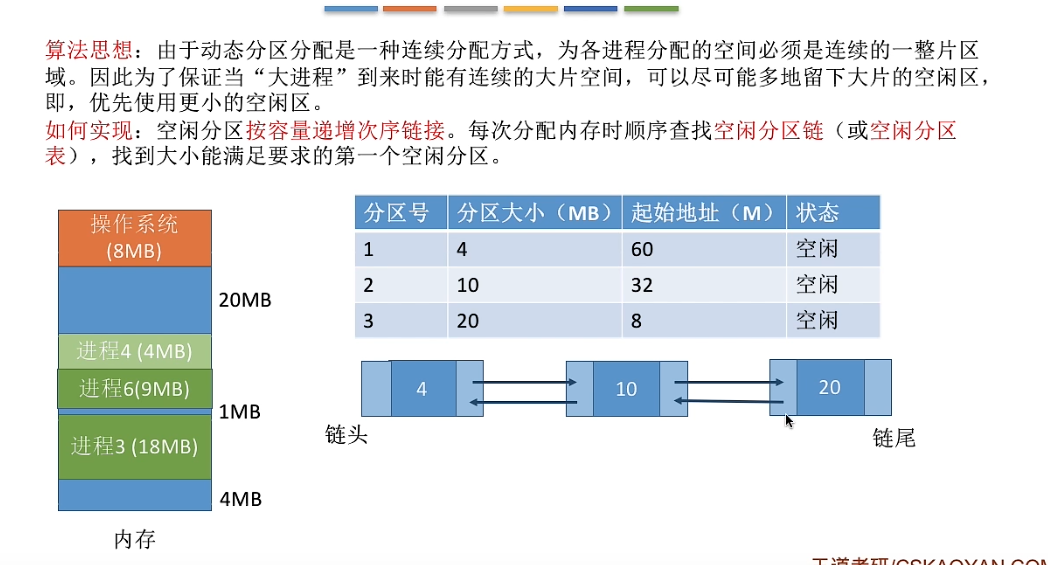 算法思想：由于动态分区分配是一种连续分配方式，为各进程分配的空间必须是连续的一整片区
域。因此为了保证当“大进程”到来时能有连续的大片空间，可以尽可能多地留下大片的空闲区，
即，优先使用更小的空闲区。
如何实现：空闲分区按容量递增次序链接。每次分配内存时顺序查找空闲分区链（或空闲分区
表），找到大小能满足要求的第一个空闲分区。
操作系统
(8MB)
20MB
进程4 (4MB)
进程6(9MB)
1MB
进程3 (18MB)
4MB
内存
分区号 分区大小（MB） 起始地址（M） 状态
1 4 60 空闲
2 10 32 空闲
3 20 8 空闲
4 10 20
链头 链尾
王道考研/CSKAOYAN.COM